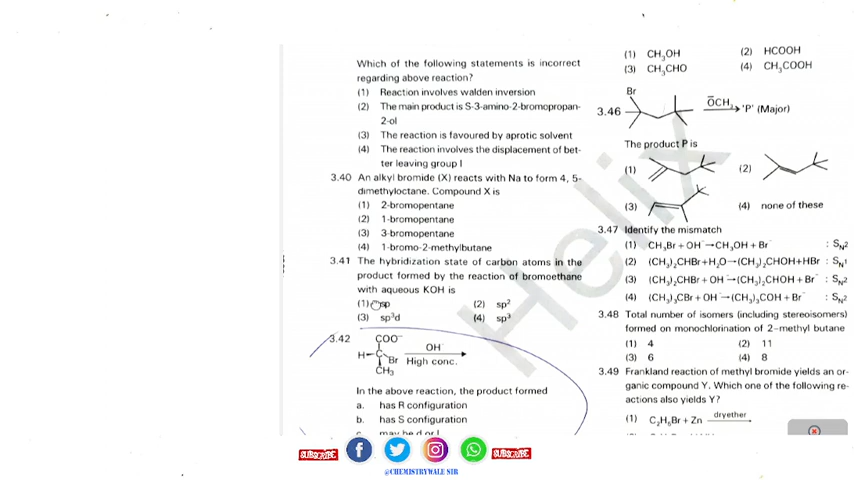 Which of the following statements is incorrect
regarding above reaction?
(1) Reaction involves walden inversion
(2) The main product is S-3-amino-2-bromopropan-
2-ol
(3) The reaction is favoured by aprotic solvent
(4) The reaction involves the displacement of bet-
ter leaving group I
3.40 An alkyl bromide (X) reacts with Na to form 4, 5-
dimethyloctane. Compound X is
(1) 2-bromopentane
(2) 1-bromopentane
(3) 3-bromopentane
(4) 1-bromo-2-methylbutane
3.41 The hybridization state of carbon atoms in the
product formed by the reaction of bromoethane
with aqueous KOH is
(1) sp (2) sp²
(3) sp³d (4) sp³
3.42 COO⁻
H–C Br OH⁻
High conc.
CH₃
In the above reaction, the product formed
a. has R configuration
b. has S configuration
c. may be d or l
(1) CH₃OH (2) HCOOH
(3) CH₃CHO (4) CH₃COOH
Br
3.46 ŌCH₃ 'P' (Major)
The product P is
(1) (2)
(3) (4) none of these
3.47 Identify the mismatch
(1) CH₃Br + OH⁻→CH₃OH + Br⁻ : S_N2
(2) (CH₃)₂CHBr+H₂O→(CH₃)₂CHOH+HBr : S_N1
(3) (CH₃)₂CHBr + OH⁻→(CH₃)₂CHOH + Br⁻ : S_N2
(4) (CH₃)₃CBr + OH⁻→(CH₃)₃COH + Br⁻ : S_N2
3.48 Total number of isomers (including stereoisomers)
formed on monochlorination of 2-methyl butane
(1) 4 (2) 11
(3) 6 (4) 8
3.49 Frankland reaction of methyl bromide yields an or-
ganic compound Y. Which one of the following re-
actions also yields Y?
(1) C₂H₅Br + Zn dryether
Helix
SUBSCRIBE SUBSCRIBE
@CHEMISTRYWALE SIR